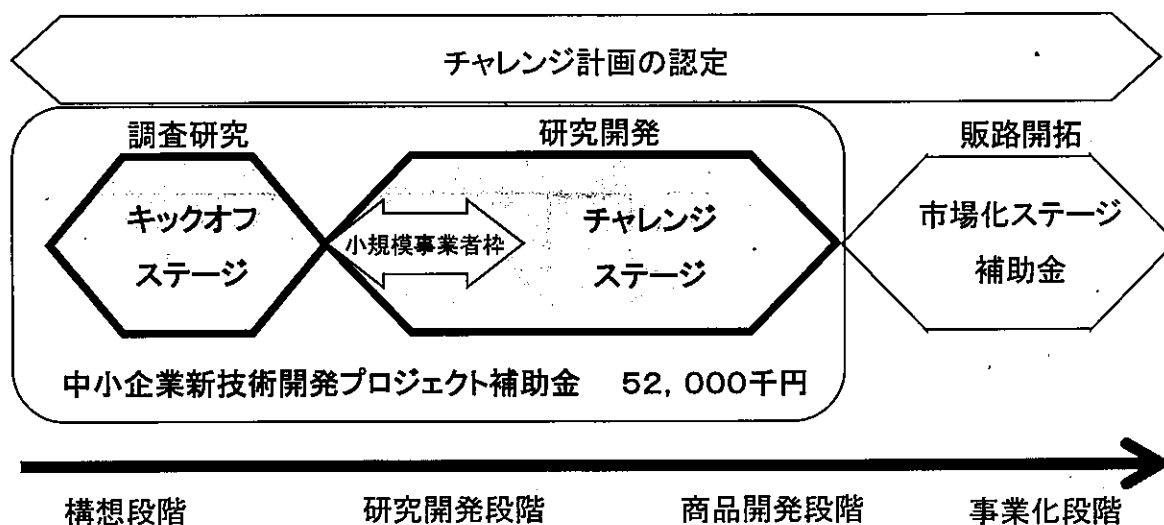 チャレンジ計画の認定
調査研究
研究開発
販路開拓
キックオフ
ステージ
小規模事業者枠
チャレンジ
ステージ
市場化ステージ
補助金
中小企業新技術開発プロジェクト補助金 52,000千円
構想段階
研究開発段階
商品開発段階
事業化段階